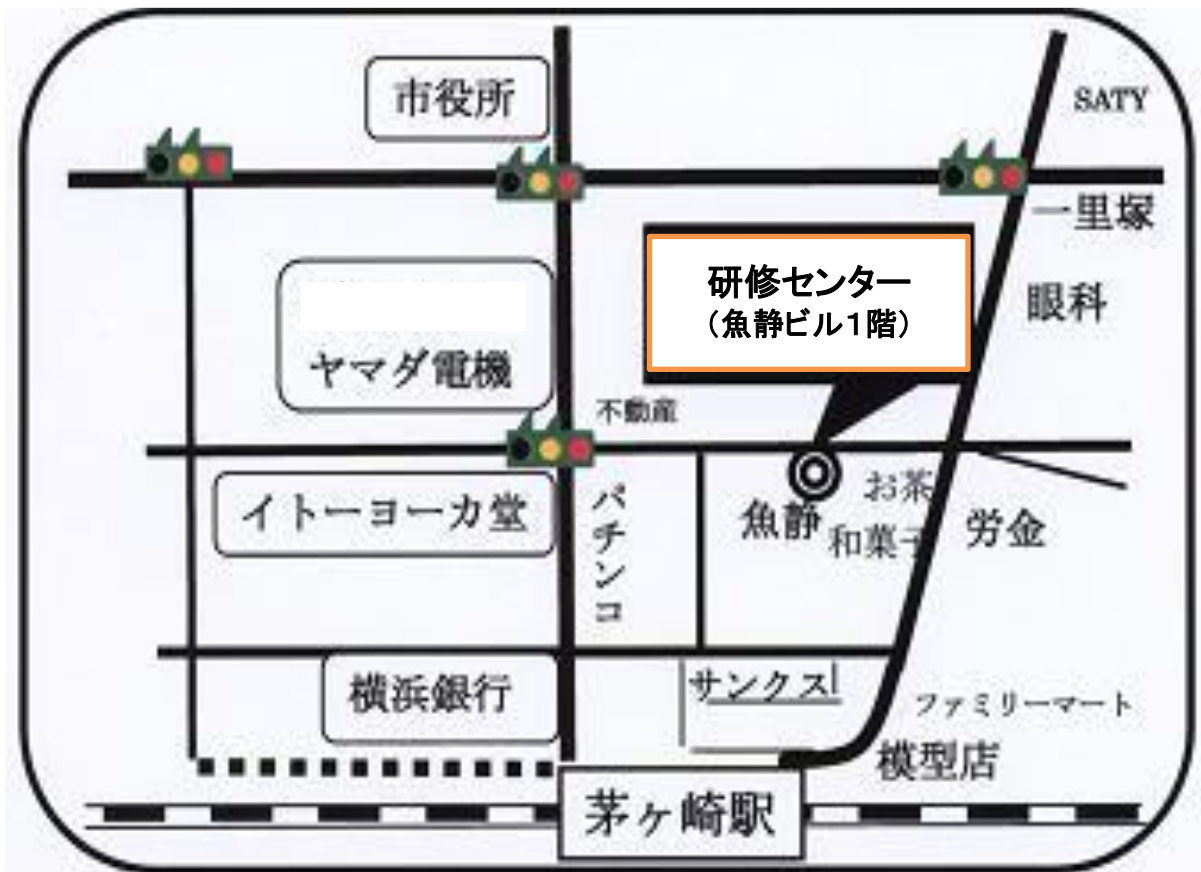 市役所
SATY
一里塚
研修センター
（魚静ビル１階）
眼科
ヤマダ電機
不動産
イトーヨーカ堂
パチンコ
魚静
お茶
和菓子
労金
横浜銀行
サンクス
ファミリーマート
模型店
茅ヶ崎駅